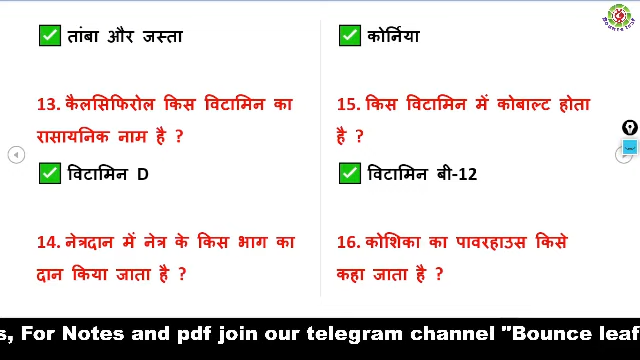 तांबा और जस्ता
13. कैलसिफिरोल किस विटामिन का
रासायनिक नाम है ?
विटामिन D
14. नेत्रदान में नेत्र के किस भाग का
दान किया जाता है ?
कोर्निया
15. किस विटामिन में कोबाल्ट होता
है ?
विटामिन बी-12
16. कोशिका का पावरहाउस किसे
कहा जाता है ?
s, For Notes and pdf join our telegram channel "Bounce leaf